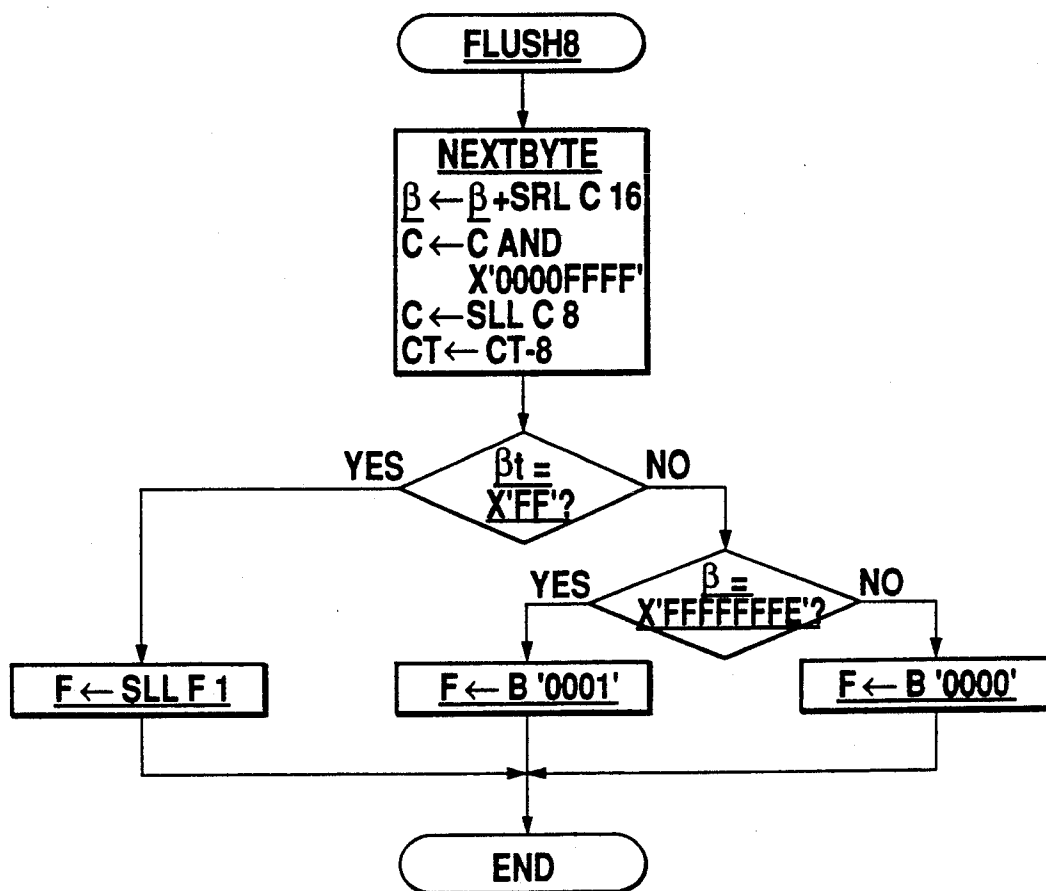 FLUSH8
NEXTBYTE
β ← β +SRL C 16
C ← C AND
X'0000FFFF'
C ← SLL C 8
CT ← CT-8
βt =
X'FF'?
YES
NO
β =
X'FFFFFFFE'?
YES
NO
F ← SLL F 1
F ← B '0001'
F ← B '0000'
END